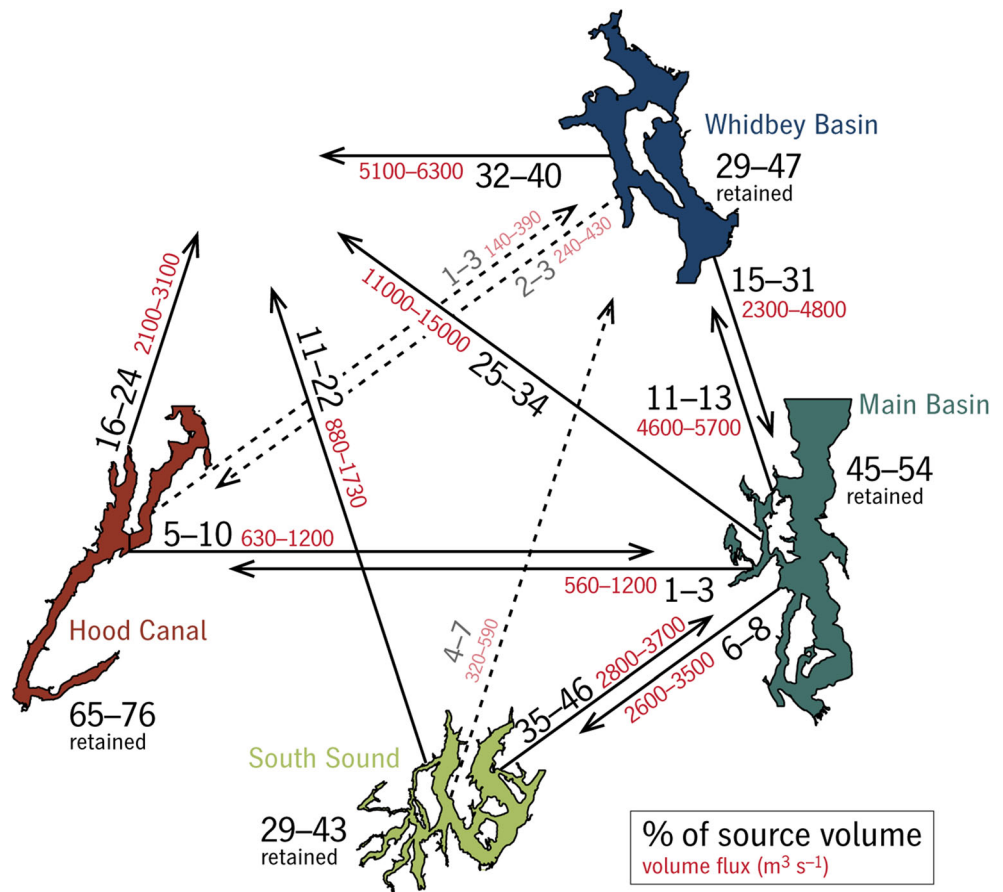 Whidbey Basin
29–47
retained
5100–6300 32–40
1–3 140–390
2–3 240–430
15–31
2300–4800
2100–3100
16–24
11000–15000
25–34
11–22 880–1730
11–13
4600–5700
Main Basin
45–54
retained
5–10 630–1200
560–1200 1–3
Hood Canal
65–76
retained
4–7
320–590
35–46 2800–3700
2600–3500 6–8
South Sound
29–43
retained
% of source volume
volume flux (m³ s⁻¹)